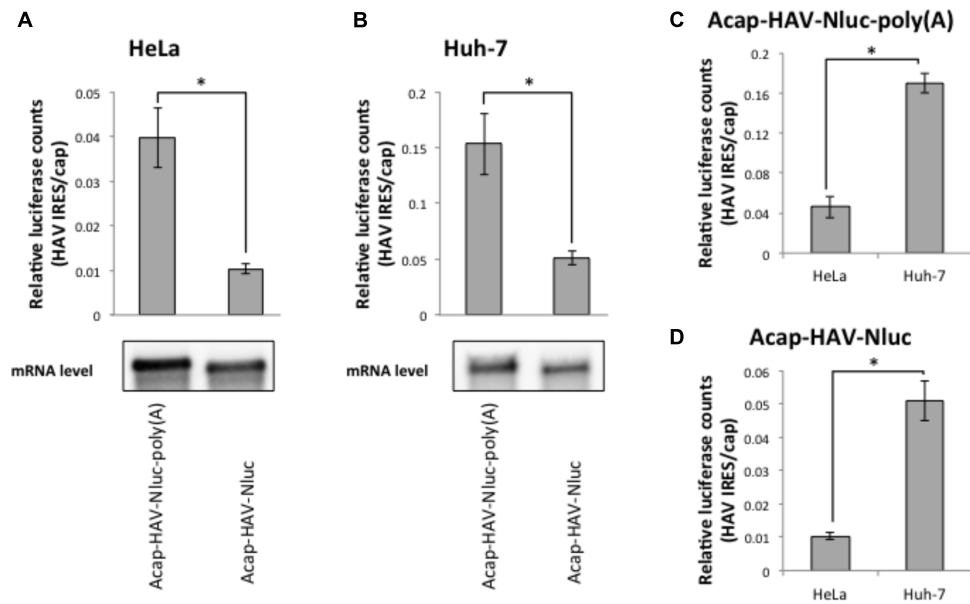 A
HeLa
Relative luciferase counts
(HAV IRES/cap)
0.05
0.04
0.03
0.02
0.01
0
*
mRNA level
Acap-HAV-Nluc-poly(A)
Acap-HAV-Nluc
B
Huh-7
Relative luciferase counts
(HAV IRES/cap)
0.2
0.15
0.1
0.05
0
*
mRNA level
Acap-HAV-Nluc-poly(A)
Acap-HAV-Nluc
C
Acap-HAV-Nluc-poly(A)
Relative luciferase counts
(HAV IRES/cap)
0.2
0.16
0.12
0.08
0.04
0
*
HeLa
Huh-7
D
Acap-HAV-Nluc
Relative luciferase counts
(HAV IRES/cap)
0.06
0.05
0.04
0.03
0.02
0.01
0
*
HeLa
Huh-7